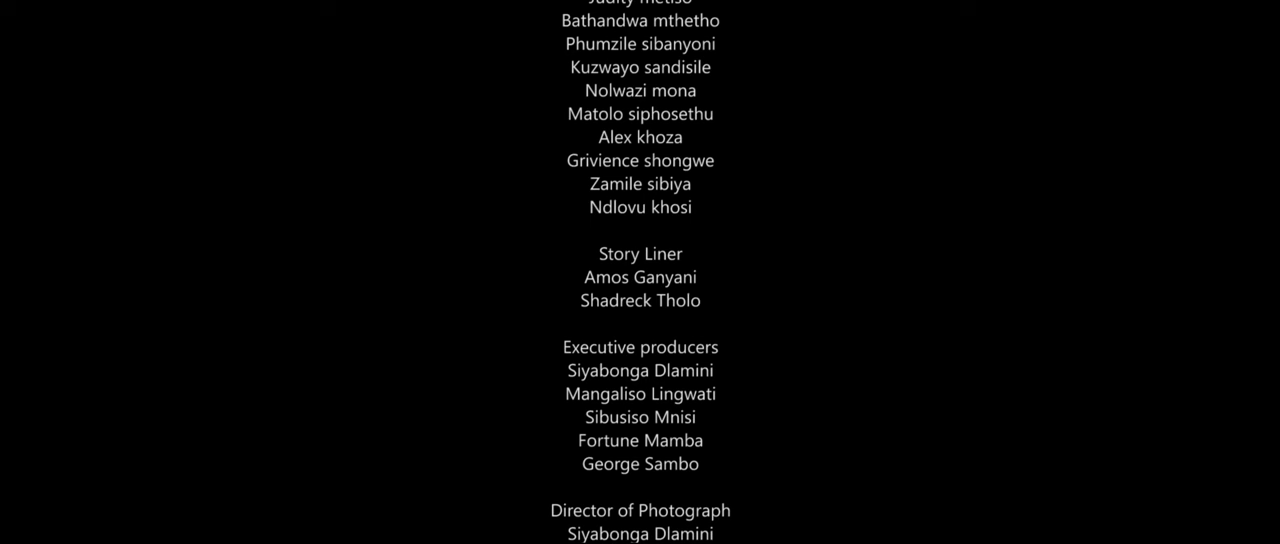 Bathandwa mthetho
Phumzile sibanyoni
Kuzwayo sandisile
Nolwazi mona
Matolo siphosethu
Alex khoza
Grivience shongwe
Zamile sibiya
Ndlovu khosi
Story Liner
Amos Ganyani
Shadreck Tholo
Executive producers
Siyabonga Dlamini
Mangaliso Lingwati
Sibusiso Mnisi
Fortune Mamba
George Sambo
Director of Photograph
Siyabonga Dlamini